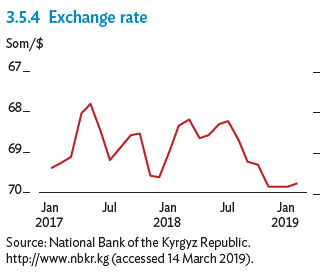 3.5.4 Exchange rate
Som/$
67
68
69
70
Jan Jul Jan Jul Jan
2017 2018 2019
Source: National Bank of the Kyrgyz Republic.
http://www.nbkr.kg (accessed 14 March 2019).